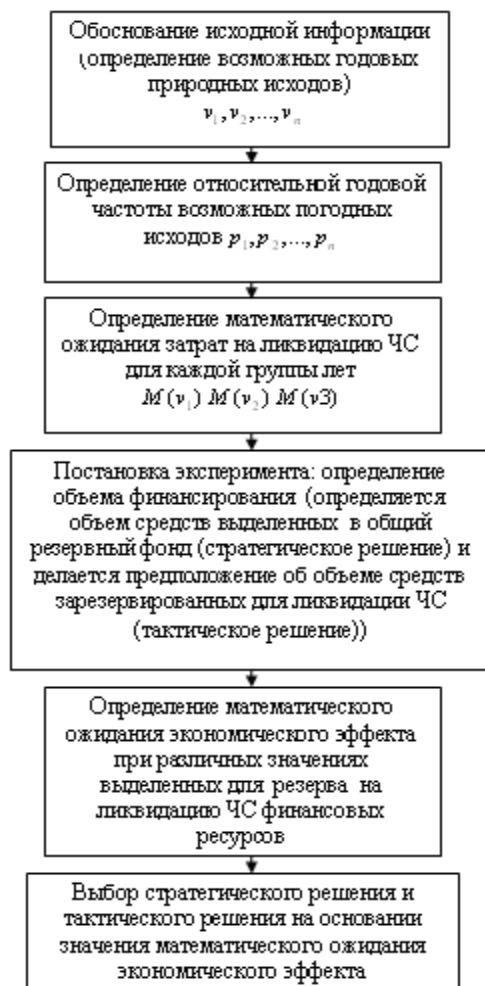 Обоснование исходной информации
(определение возможных годовых
природных исходов)
v₁, v₂,..., vₙ
Определение относительной годовой
частоты возможных погодных
исходов p₁, p₂,..., pₙ
Определение математического
ожидания затрат на ликвидацию ЧС
для каждой группы лет
M(v₁) M(v₂) M(v3)
Постановка эксперимента: определение
объема финансирования (определяется
объем средств выделенных в общий
резервный фонд (стратегическое решение) и
делается предположение об объеме средств
зарезервированных для ликвидации ЧС
(тактическое решение))
Определение математического
ожидания экономического эффекта
при различных значениях
выделенных для резерва на
ликвидацию ЧС финансовых
ресурсов
Выбор стратегического решения и
тактического решения на основании
значения математического ожидания
экономического эффекта